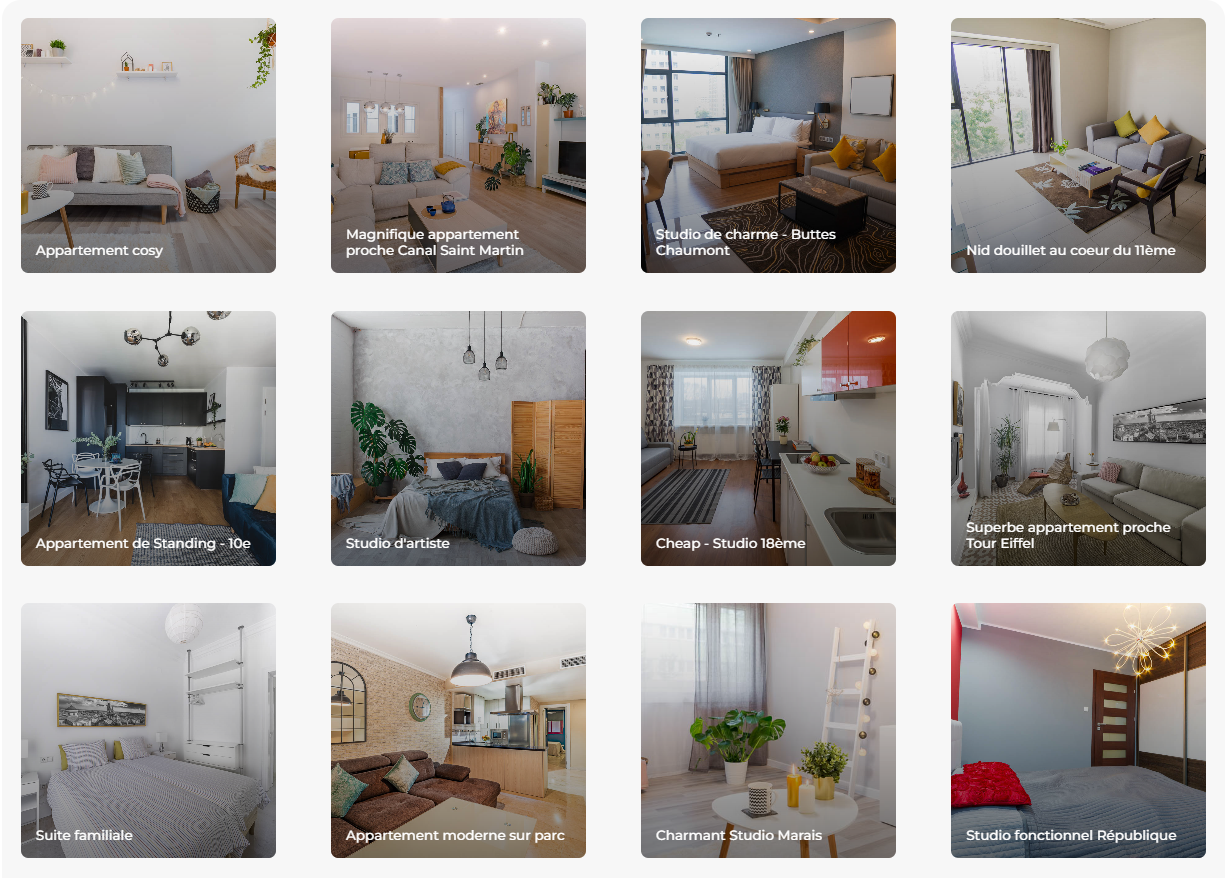 Appartement cosy
Magnifique appartement
proche Canal Saint Martin
Studio de charme - Buttes
Chaumont
Nid douillet au coeur du 11ème
Appartement de Standing - 10e
Studio d'artiste
Cheap - Studio 18ème
Superbe appartement proche
Tour Eiffel
Suite familiale
Appartement moderne sur parc
Charmant Studio Marais
Studio fonctionnel République